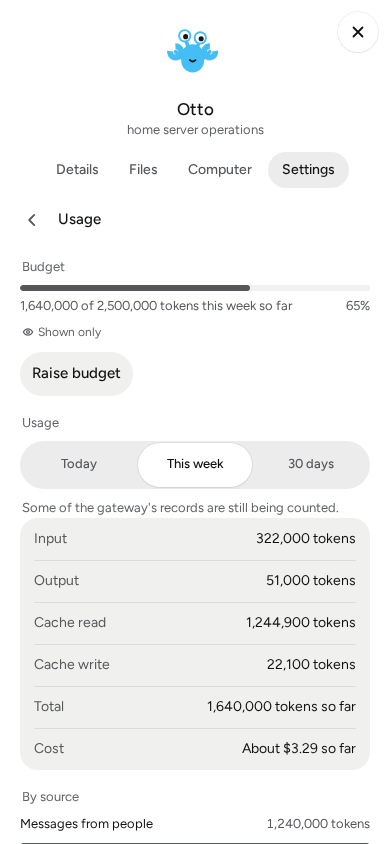 Otto
home server operations
Details Files Computer Settings
Usage
Budget
1,640,000 of 2,500,000 tokens this week so far 65%
Shown only
Raise budget
Usage
Today This week 30 days
Some of the gateway's records are still being counted.
Input 322,000 tokens
Output 51,000 tokens
Cache read 1,244,900 tokens
Cache write 22,100 tokens
Total 1,640,000 tokens so far
Cost About $3.29 so far
By source
Messages from people 1,240,000 tokens